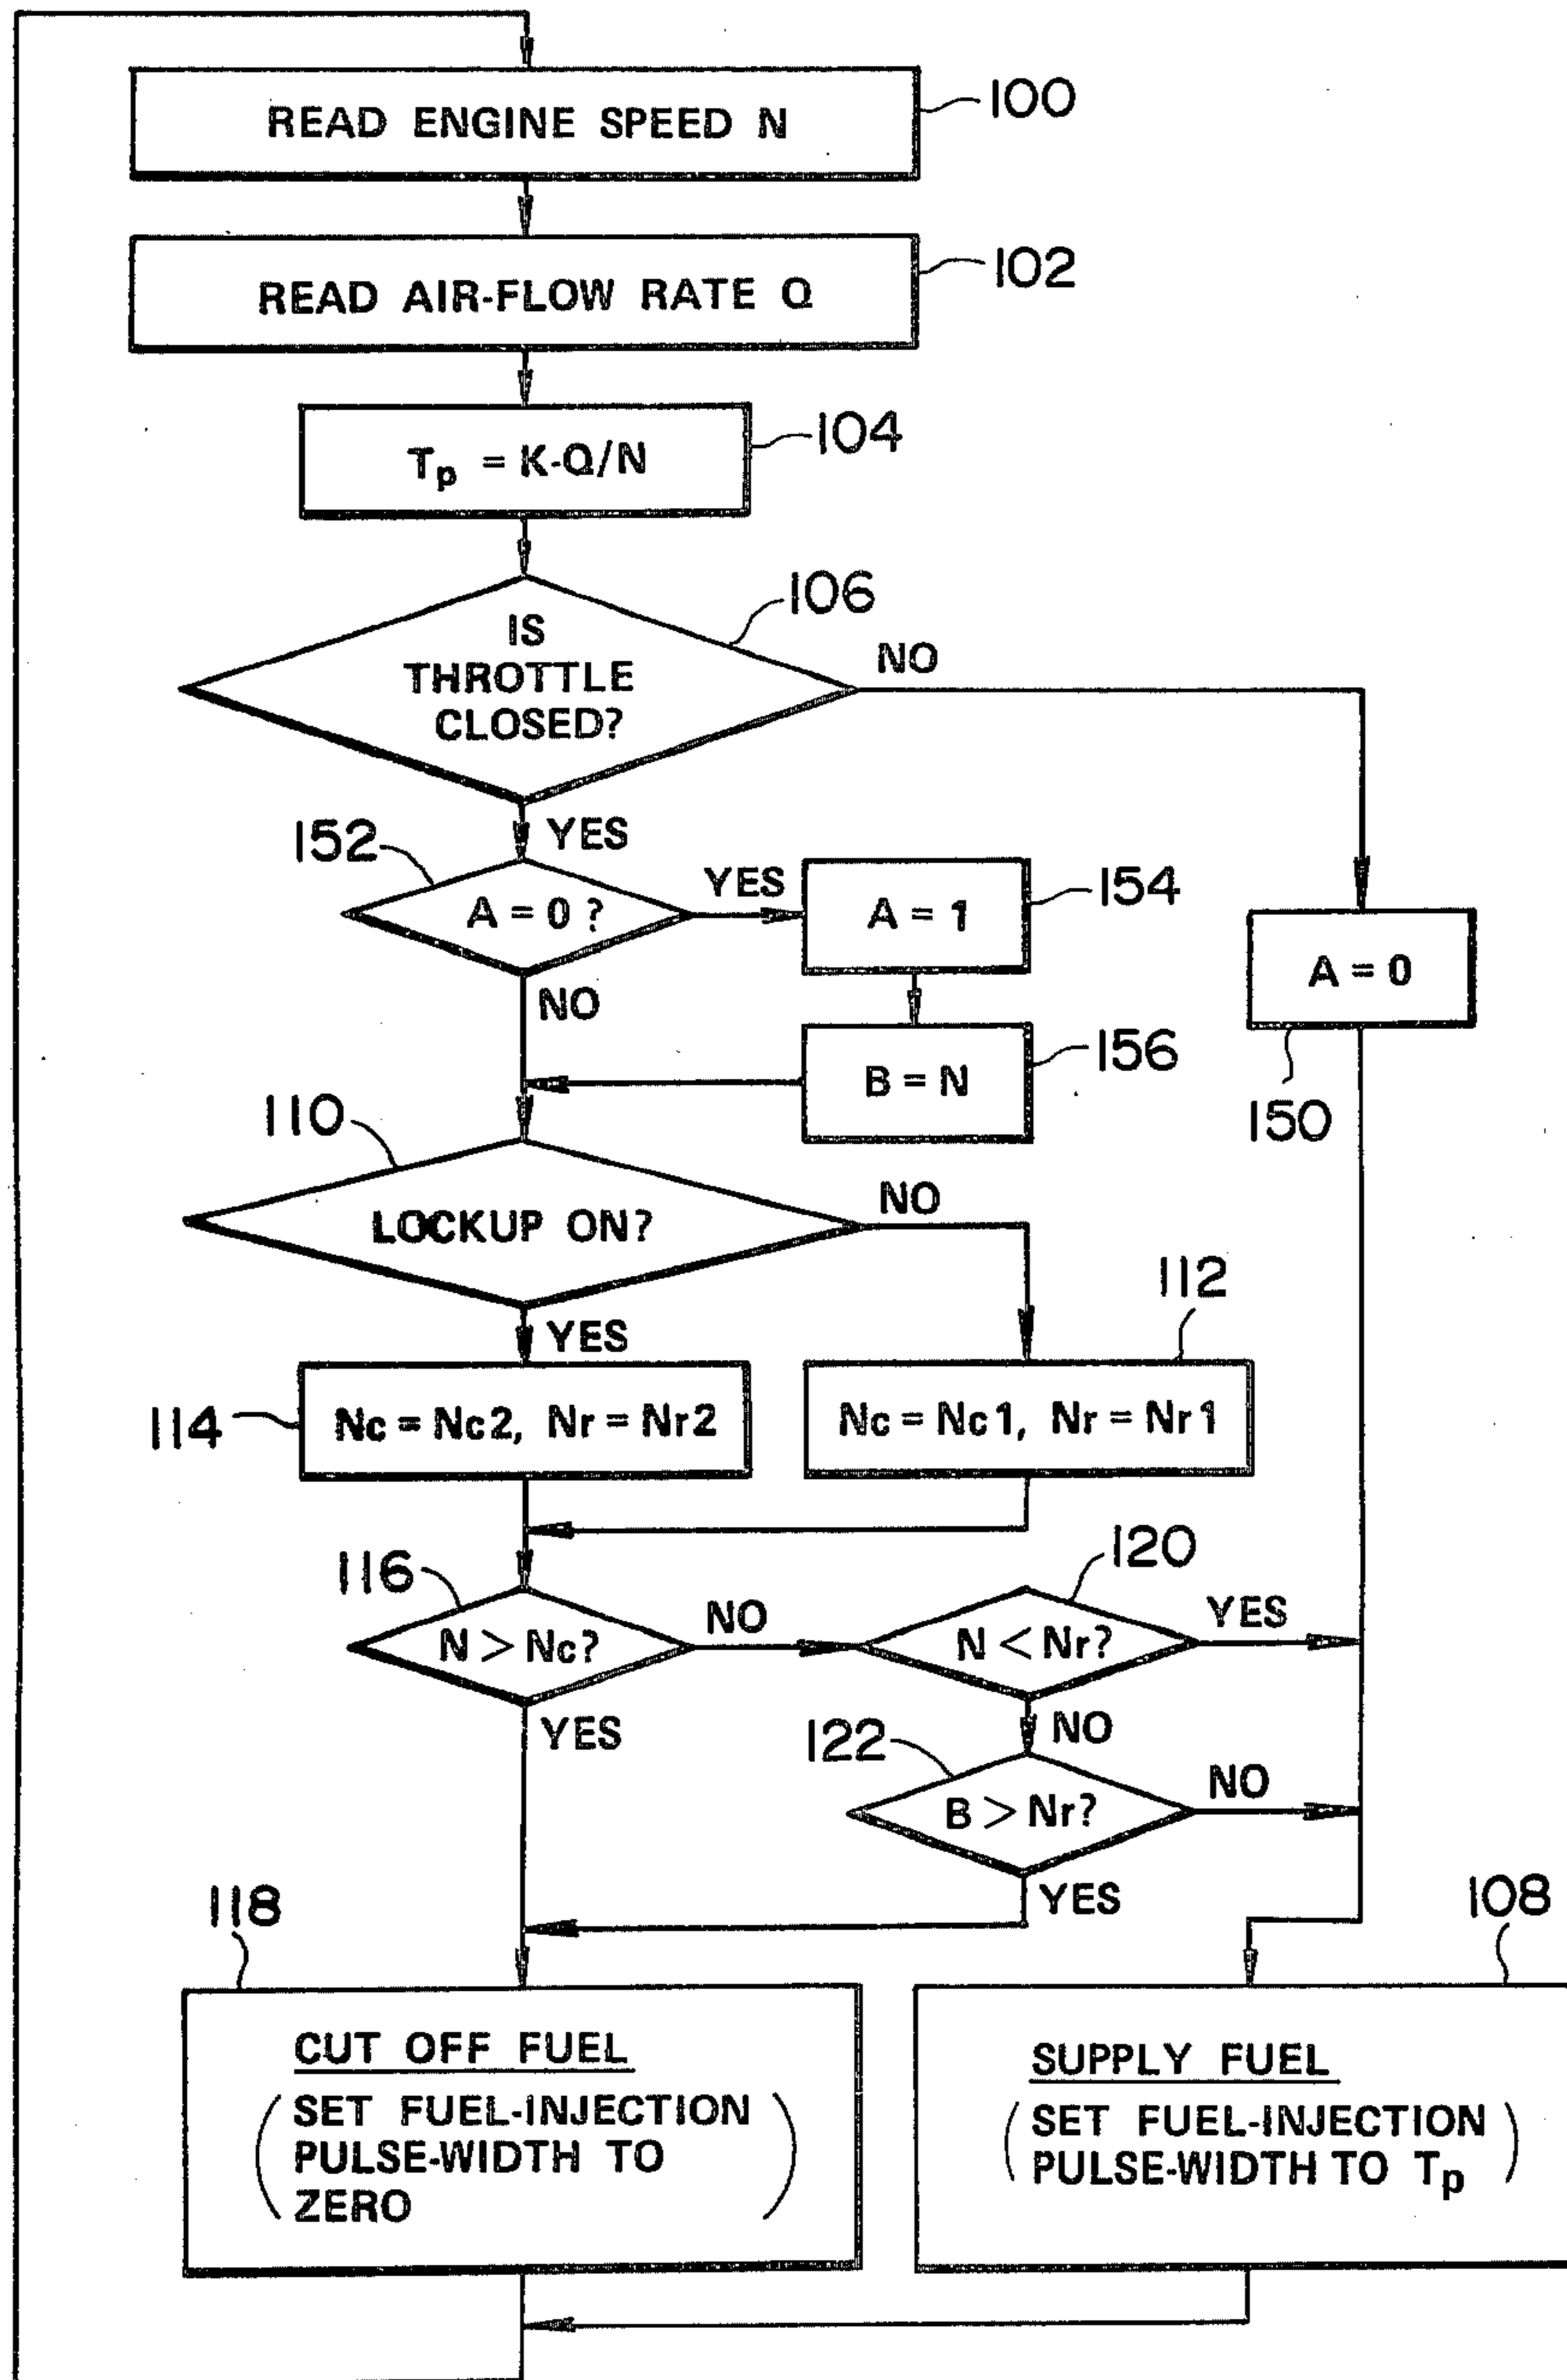 READ ENGINE SPEED N
100
READ AIR-FLOW RATE Q
102
Tp = K-Q/N
104
106
IS
THROTTLE
CLOSED?
NO
YES
152
A = 0 ?
YES
A = 1
154
A = 0
150
NO
B = N
156
110
LOCKUP ON?
NO
YES
112
114
Nc = Nc2, Nr = Nr2
Nc = Nc1, Nr = Nr1
116
N > Nc?
NO
120
N < Nr?
YES
YES
NO
122
B > Nr?
NO
YES
118
CUT OFF FUEL
(SET FUEL-INJECTION
PULSE-WIDTH TO
ZERO)
108
SUPPLY FUEL
(SET FUEL-INJECTION
PULSE-WIDTH TO Tp)